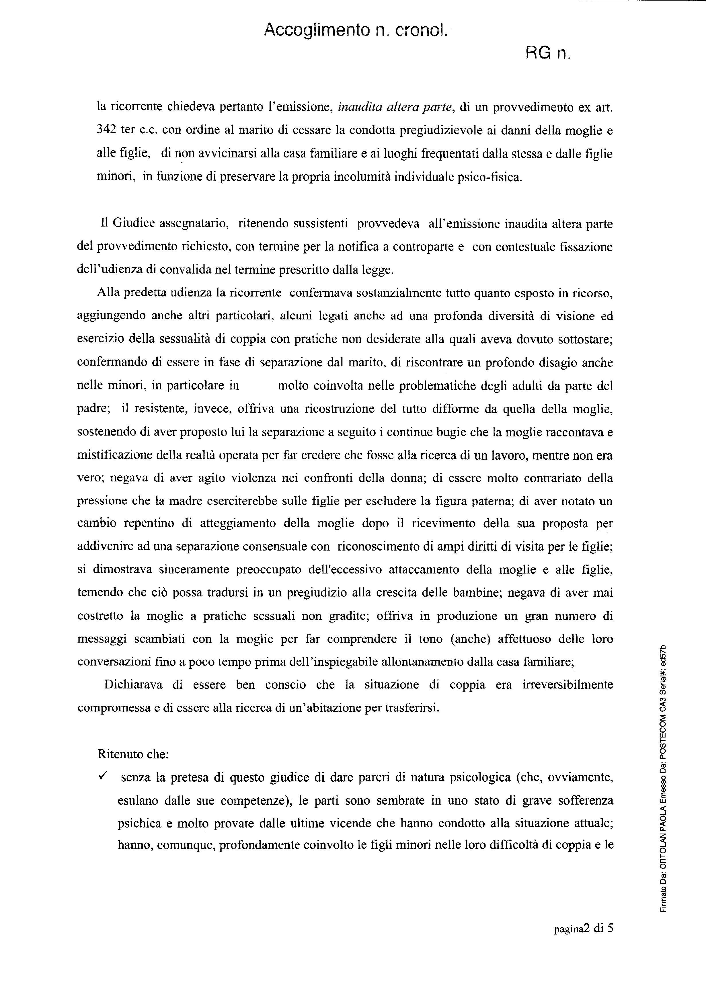 Accoglimento n. cronol.
RG n.
la ricorrente chiedeva pertanto l'emissione, inaudita altera parte, di un provvedimento ex art.
342 ter c.c. con ordine al marito di cessare la condotta pregiudizievole ai danni della moglie e
alle figlie, di non avvicinarsi alla casa familiare e ai luoghi frequentati dalla stessa e dalle figlie
minori, in funzione di preservare la propria incolumità individuale psico-fisica.
Il Giudice assegnatario, ritenendo sussistenti provvedeva all'emissione inaudita altera parte
del provvedimento richiesto, con termine per la notifica a controparte e con contestuale fissazione
dell'udienza di convalida nel termine prescritto dalla legge.
Alla predetta udienza la ricorrente confermava sostanzialmente tutto quanto esposto in ricorso,
aggiungendo anche altri particolari, alcuni legati anche ad una profonda diversità di visione ed
esercizio della sessualità di coppia con pratiche non desiderate alla quali aveva dovuto sottostare;
confermando di essere in fase di separazione dal marito, di riscontrare un profondo disagio anche
nelle minori, in particolare in molto coinvolta nelle problematiche degli adulti da parte del
padre; il resistente, invece, offriva una ricostruzione del tutto difforme da quella della moglie,
sostenendo di aver proposto lui la separazione a seguito i continue bugie che la moglie raccontava e
mistificazione della realtà operata per far credere che fosse alla ricerca di un lavoro, mentre non era
vero; negava di aver agito violenza nei confronti della donna; di essere molto contrariato della
pressione che la madre eserciterebbe sulle figlie per escludere la figura paterna; di aver notato un
cambio repentino di atteggiamento della moglie dopo il ricevimento della sua proposta per
addivenire ad una separazione consensuale con riconoscimento di ampi diritti di visita per le figlie;
si dimostrava sinceramente preoccupato dell'eccessivo attaccamento della moglie e alle figlie,
temendo che ciò possa tradursi in un pregiudizio alla crescita delle bambine; negava di aver mai
costretto la moglie a pratiche sessuali non gradite; offriva in produzione un gran numero di
messaggi scambiati con la moglie per far comprendere il tono (anche) affettuoso delle loro
conversazioni fino a poco tempo prima dell'inspiegabile allontanamento dalla casa familiare;
Dichiarava di essere ben conscio che la situazione di coppia era irreversibilmente
compromessa e di essere alla ricerca di un'abitazione per trasferirsi.
Ritenuto che:
✓ senza la pretesa di questo giudice di dare pareri di natura psicologica (che, ovviamente,
esulano dalle sue competenze), le parti sono sembrate in uno stato di grave sofferenza
psichica e molto provate dalle ultime vicende che hanno condotto alla situazione attuale;
hanno, comunque, profondamente coinvolto le figli minori nelle loro difficoltà di coppia e le
pagina2 di 5
Firmato Da: ORTOLAN PAOLA Emesso Da: POSTECOM CA3 Serial#: ed57b